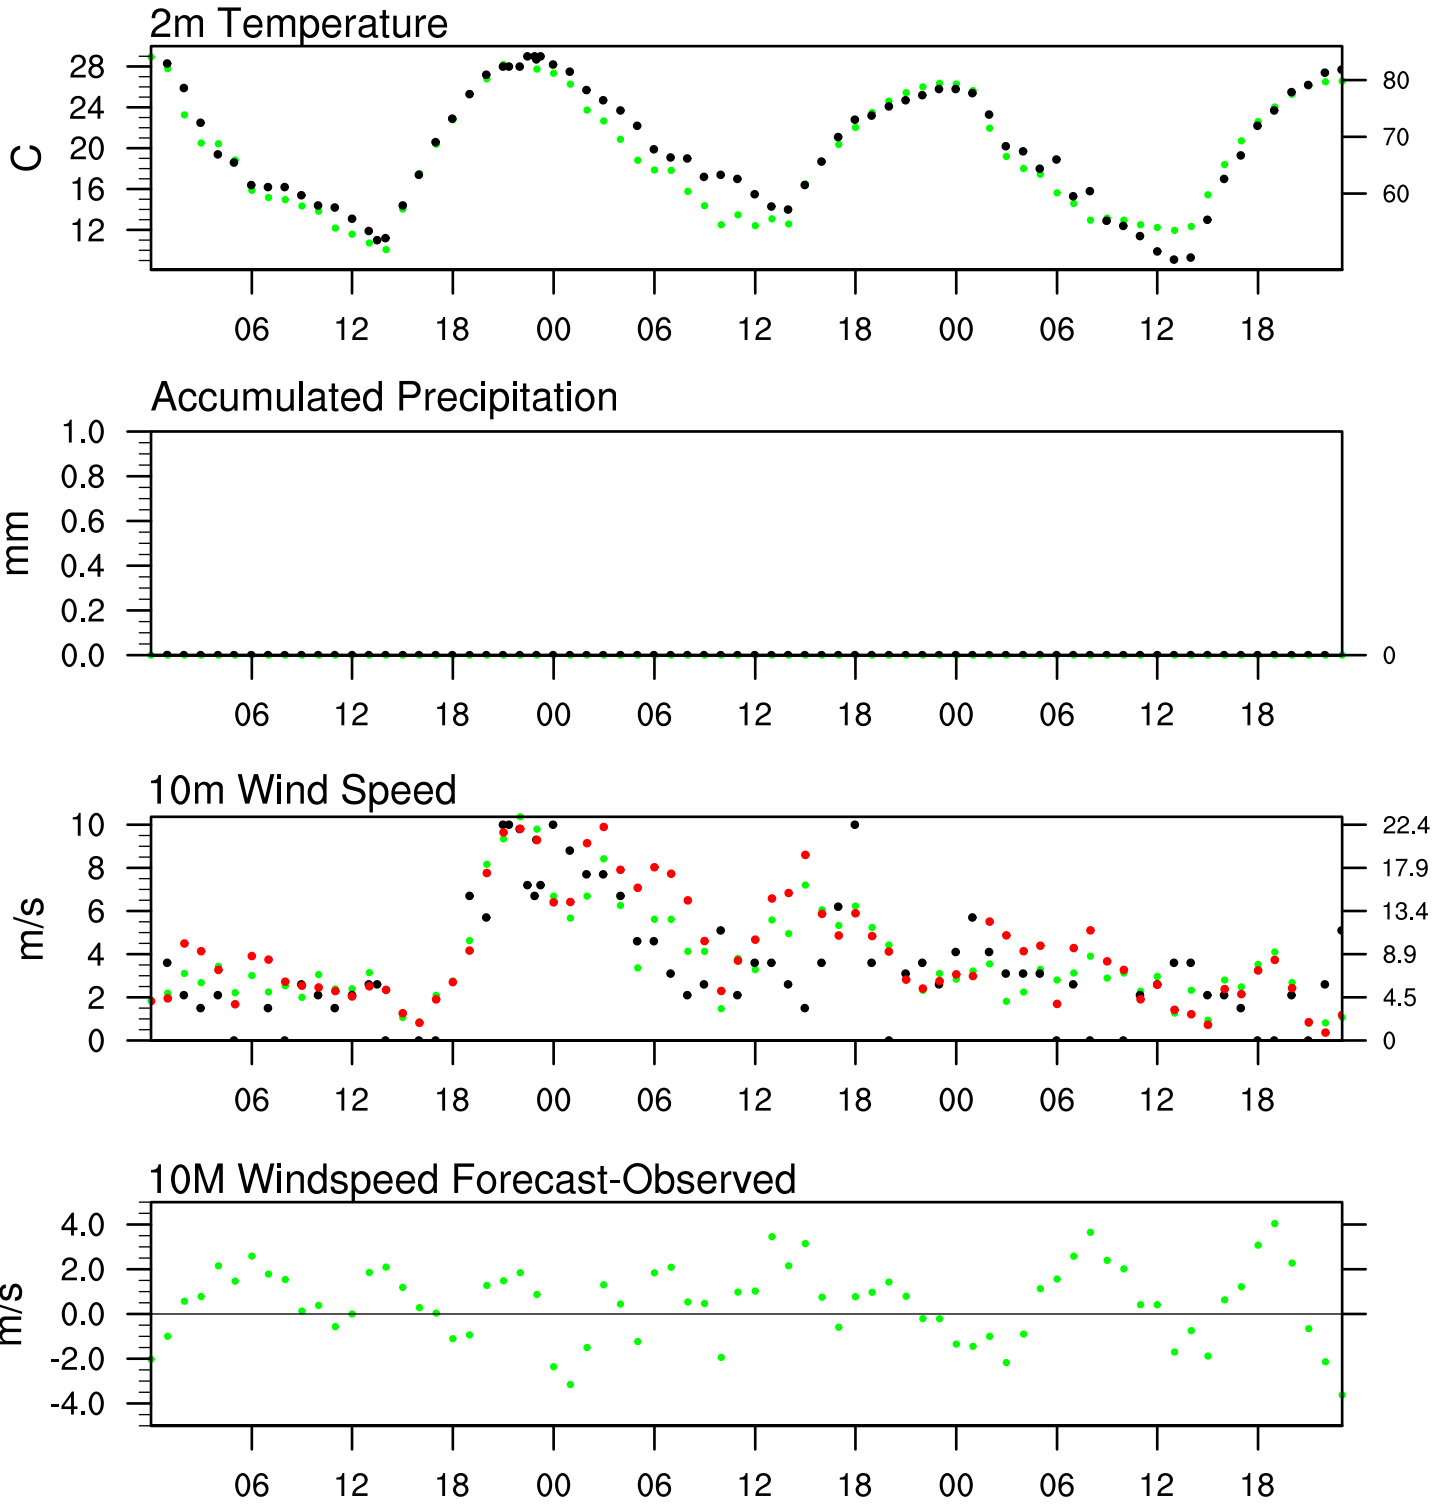 2m Temperature
28
24
20
16
12
C
80
70
60
06 12 18 00 06 12 18 00 06 12 18
Accumulated Precipitation
1.0
0.8
0.6
0.4
0.2
0.0
mm
0
06 12 18 00 06 12 18 00 06 12 18
10m Wind Speed
10
8
6
4
2
0
m/s
22.4
17.9
13.4
8.9
4.5
0
06 12 18 00 06 12 18 00 06 12 18
10M Windspeed Forecast-Observed
4.0
2.0
0.0
-2.0
-4.0
m/s
06 12 18 00 06 12 18 00 06 12 18